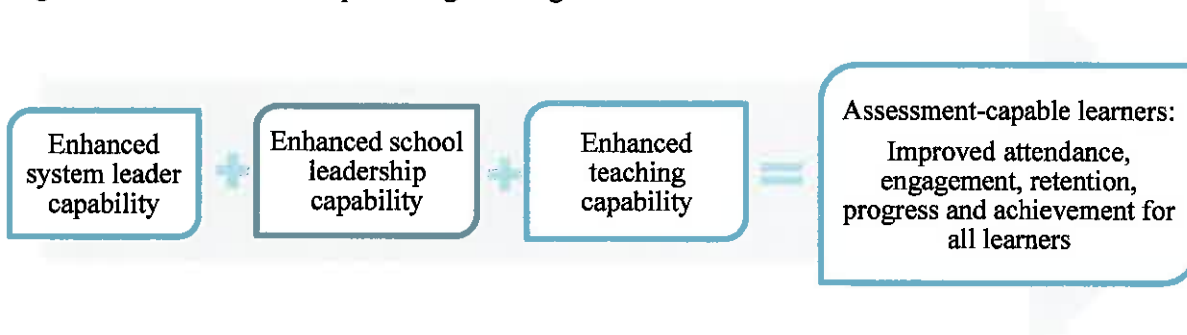 Enhanced
system leader
capability
+
Enhanced school
leadership
capability
+
Enhanced
teaching
capability
=
Assessment-capable learners:
Improved attendance,
engagement, retention,
progress and achievement for
all learners